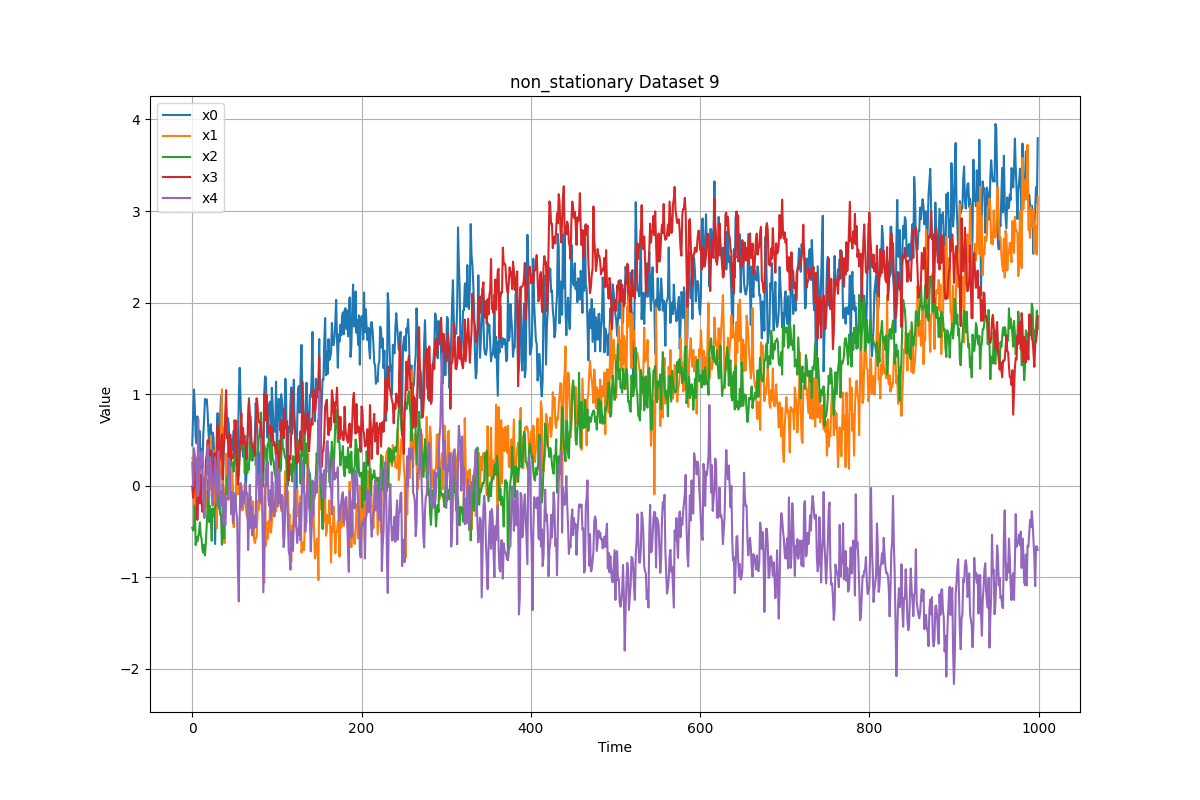 non_stationary Dataset 9
x0
x1
x2
x3
x4
4
3
2
1
0
−1
−2
Value
0 200 400 600 800 1000
Time